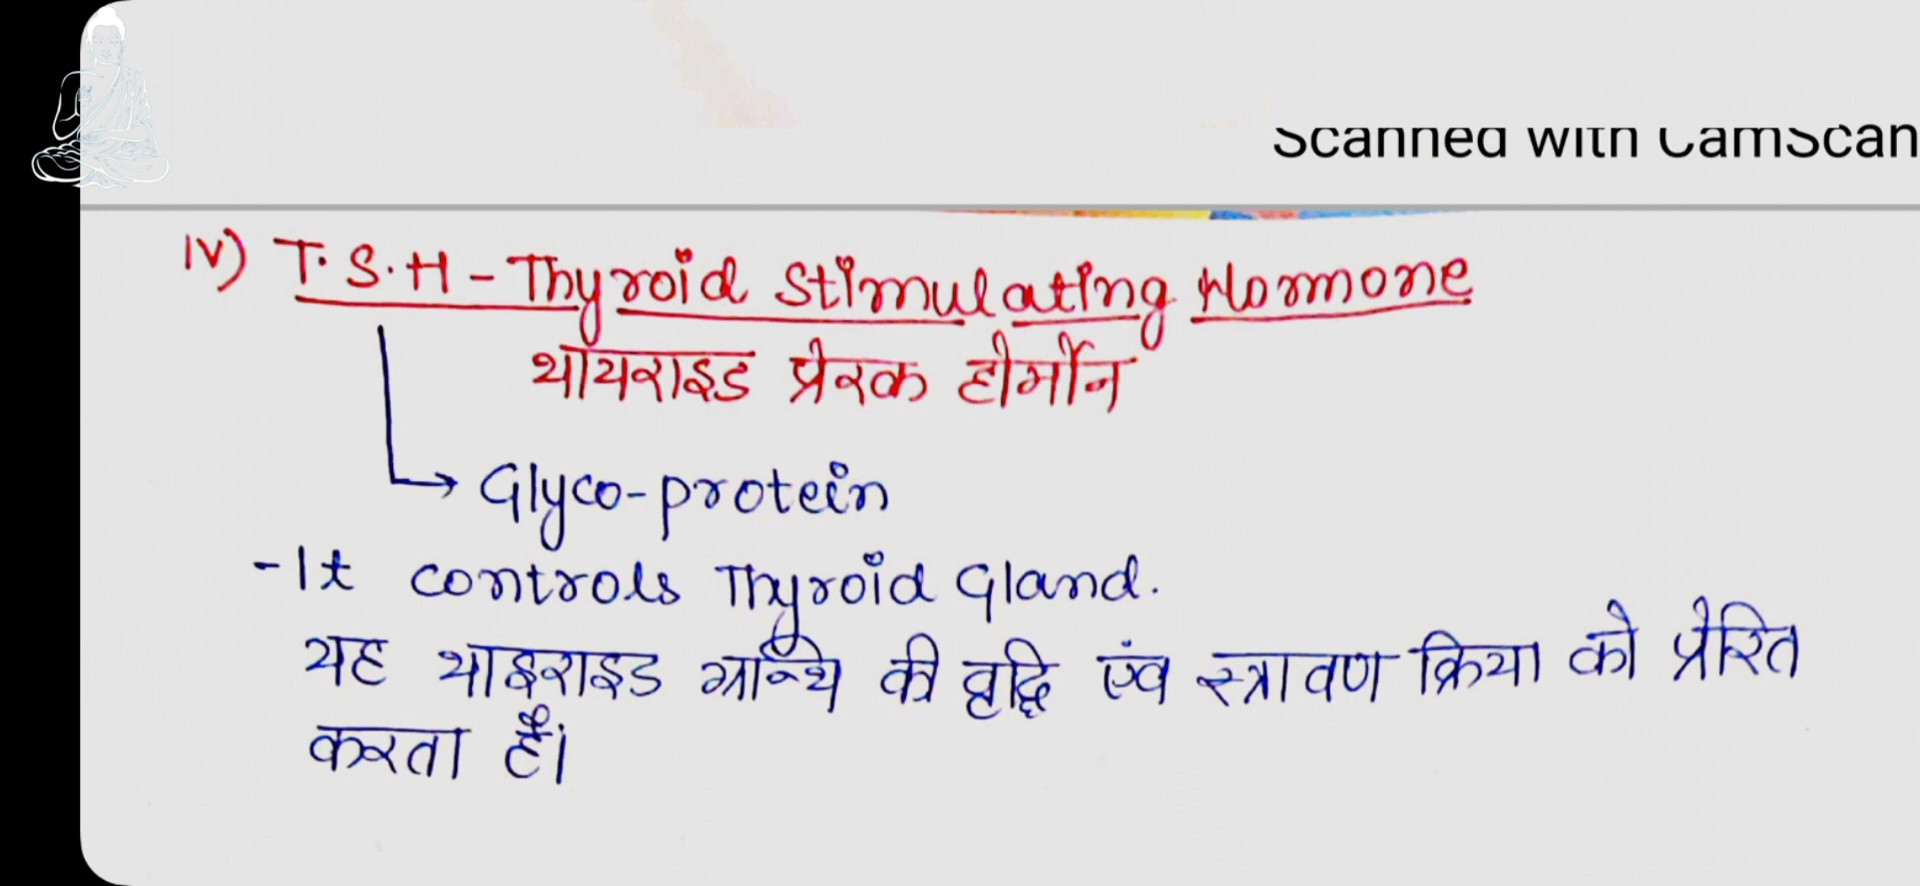 Scanned with CamScan
IV) T.S.H - Thyroid Stimulating Hormone
थॉयराइड प्रेरक होर्मोन
Glyco-protein
- It controls Thyroid Gland.
यह थाइराइड ग्रन्थि की वृद्धि एंव स्त्रावण क्रिया को प्रेरित
करता हैं।